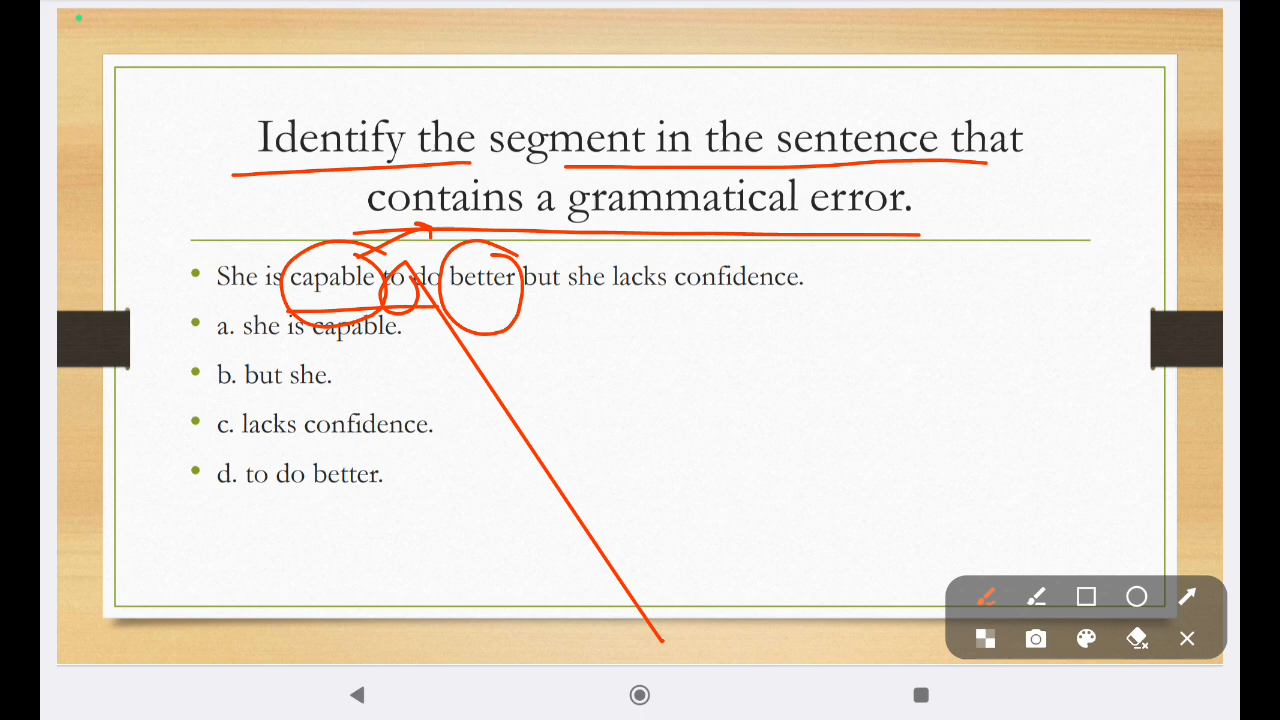 Identify the segment in the sentence that
contains a grammatical error.
She is capable to do better but she lacks confidence.
a. she is capable.
b. but she.
c. lacks confidence.
d. to do better.